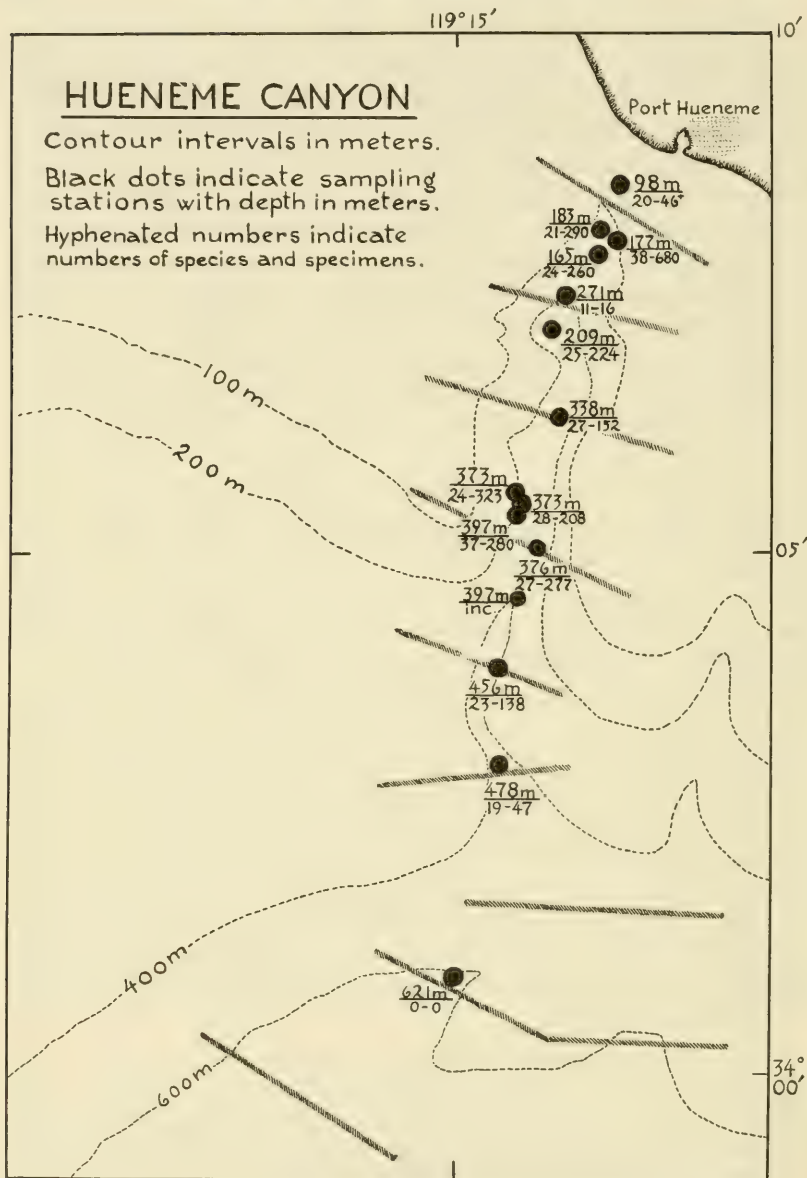 119° 15′
10′
HUENEME CANYON
Contour intervals in meters.
Black dots indicate sampling
stations with depth in meters.
Hyphenated numbers indicate
numbers of species and specimens.
Port Hueneme
98m
20-46+
183m
21-290
177m
38-680
165m
24-260
271m
11-16
209m
25-224
100m
338m
27-152
200m
373m
24-323
373m
28-208
397m
37-280
05′
376m
27-277
397m
inc.
456m
23-138
478m
19-47
400m
621m
0-0
600m
34°
00′